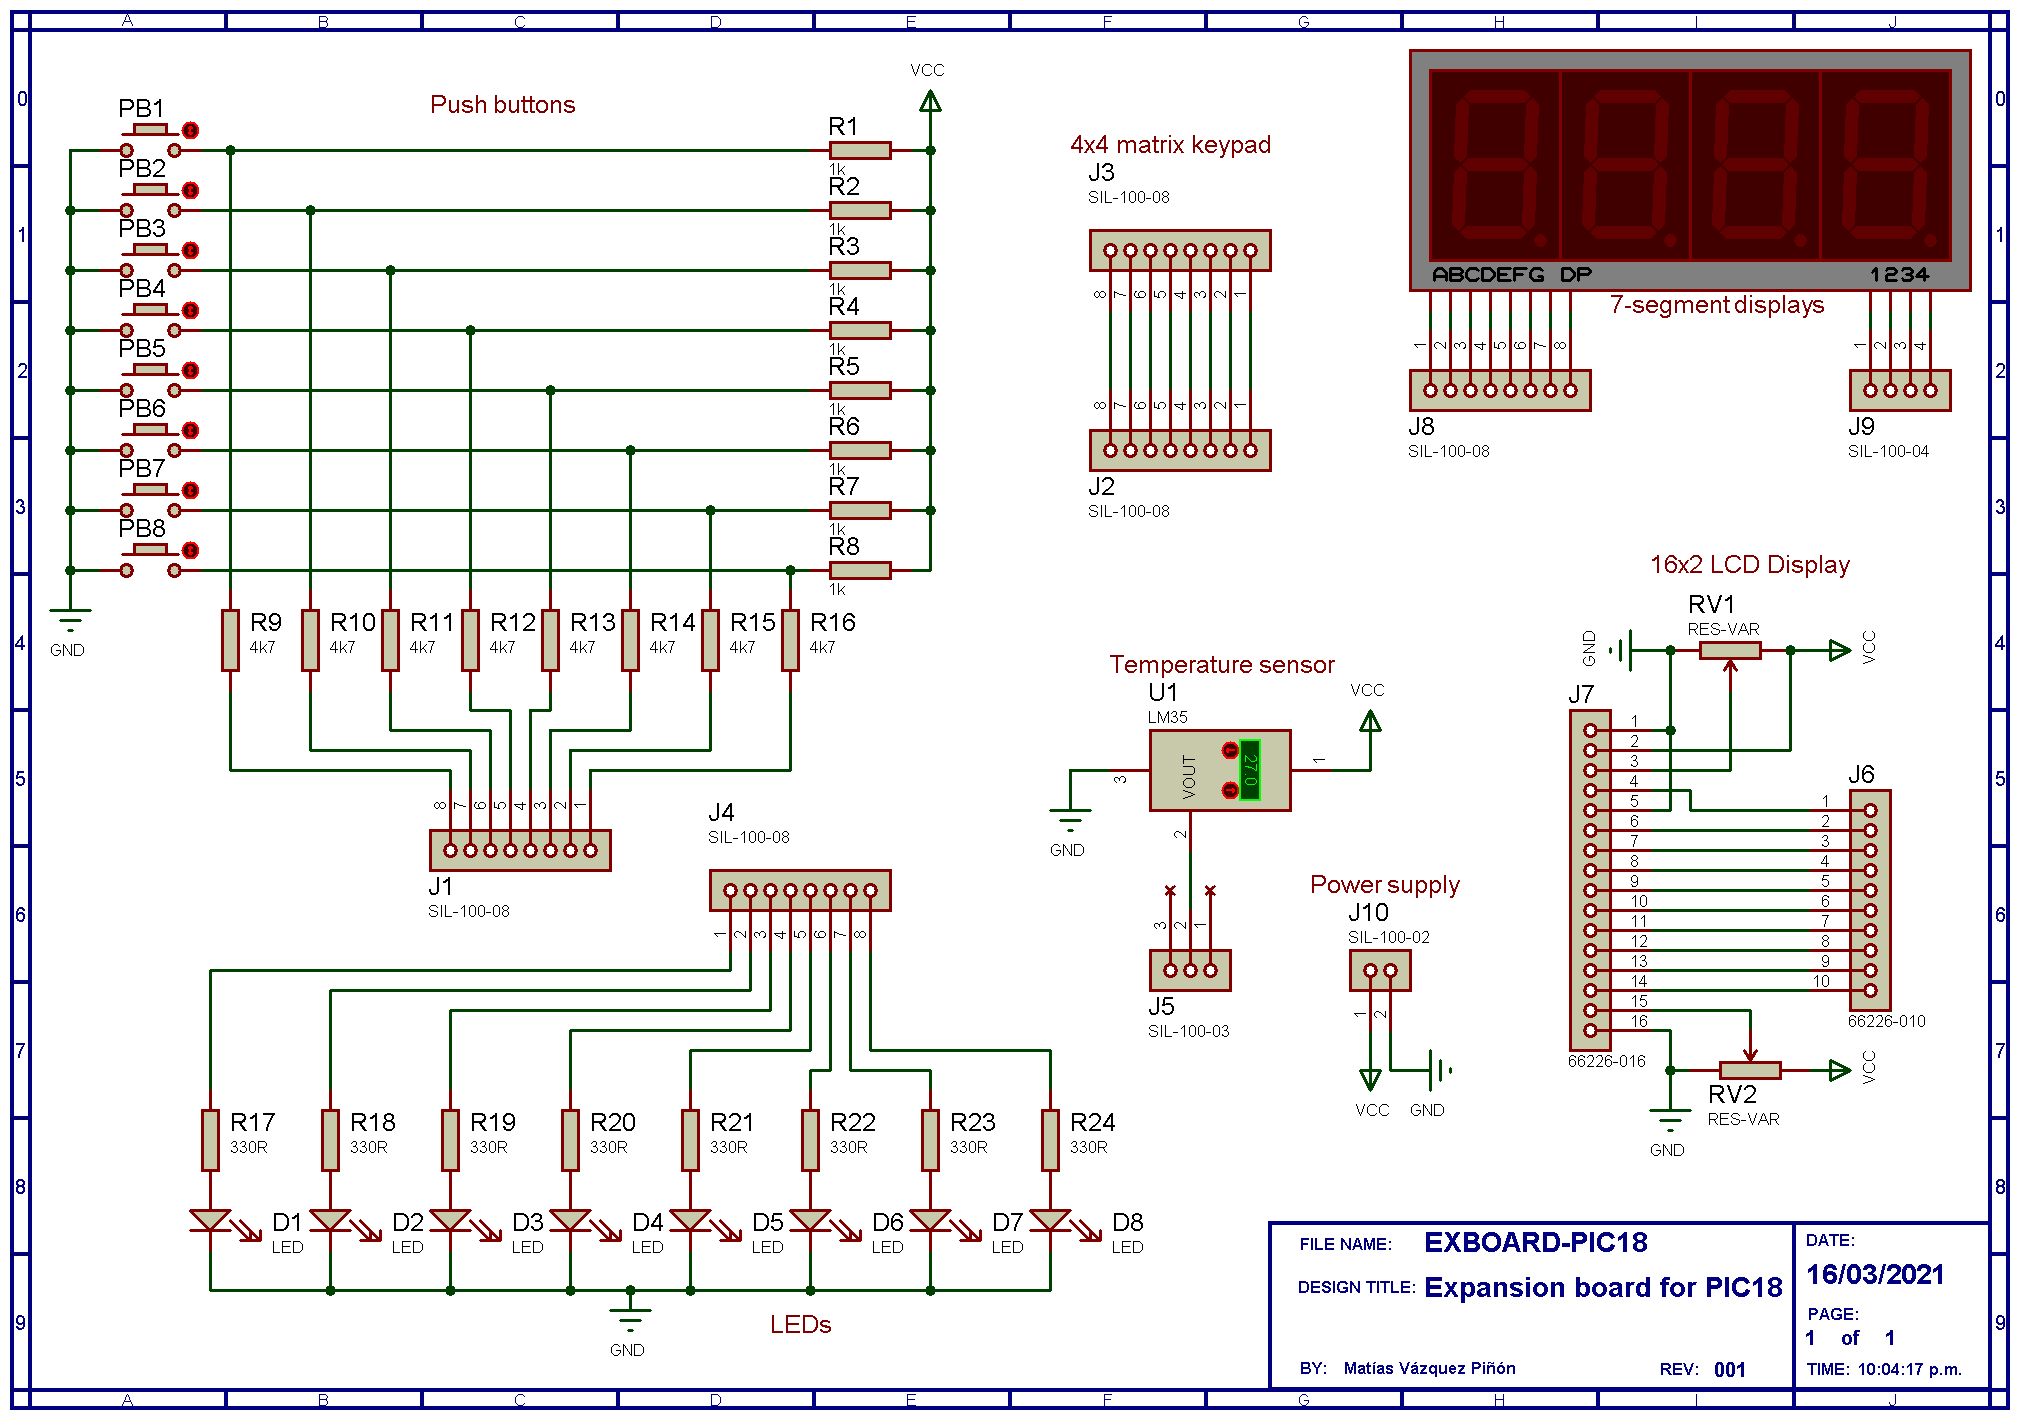 A B C D E F G H I J
0 1 2 3 4 5 6 7 8 9
Push buttons
VCC
PB1
PB2
PB3
PB4
PB5
PB6
PB7
PB8
R1
1k
R2
1k
R3
1k
R4
1k
R5
1k
R6
1k
R7
1k
R8
1k
GND
R9 R10 R11 R12 R13 R14 R15 R16
4k7 4k7 4k7 4k7 4k7 4k7 4k7 4k7
8 7 6 5 4 3 2 1
J1
SIL-100-08
4x4 matrix keypad
J3
SIL-100-08
8 7 6 5 4 3 2 1
8 7 6 5 4 3 2 1
J2
SIL-100-08
ABCDEFG DP
1234
7-segment displays
1 2 3 4 5 6 7 8
1 2 3 4
J8
SIL-100-08
J9
SIL-100-04
Temperature sensor
U1
LM35
VCC
VOUT
27.0
3
1
2
GND
3 2 1
J5
SIL-100-03
Power supply
J10
SIL-100-02
1 2
VCC GND
16x2 LCD Display
RV1
RES-VAR
GND
VCC
J7
1
2
3
4
5
6
7
8
9
10
11
12
13
14
15
16
66226-016
J6
1
2
3
4
5
6
7
8
9
10
66226-010
VCC
RV2
RES-VAR
GND
J4
SIL-100-08
1 2 3 4 5 6 7 8
R17 R18 R19 R20 R21 R22 R23 R24
330R 330R 330R 330R 330R 330R 330R 330R
D1 D2 D3 D4 D5 D6 D7 D8
LED LED LED LED LED LED LED LED
GND
LEDs
FILE NAME: EXBOARD-PIC18
DESIGN TITLE: Expansion board for PIC18
BY: Matías Vázquez Piñón
REV: 001
DATE:
16/03/2021
PAGE:
1 of 1
TIME: 10:04:17 p.m.
0 1 2 3 4 5 6 7 8 9
A B C D E F G H I J